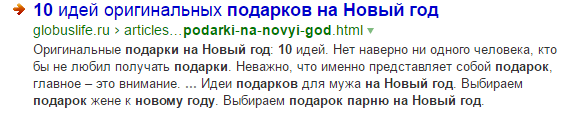 10 идей оригинальных подарков на Новый год
globuslife.ru › articles…podarki-na-novyi-god.html
Оригинальные подарки на Новый год: 10 идей. Нет наверно ни одного человека, кто
бы не любил получать подарки. Неважно, что именно представляет собой подарок,
главное – это внимание. ... Идеи подарков для мужа на Новый год. Выбираем
подарок жене к новому году. Выбираем подарок парню на Новый год.